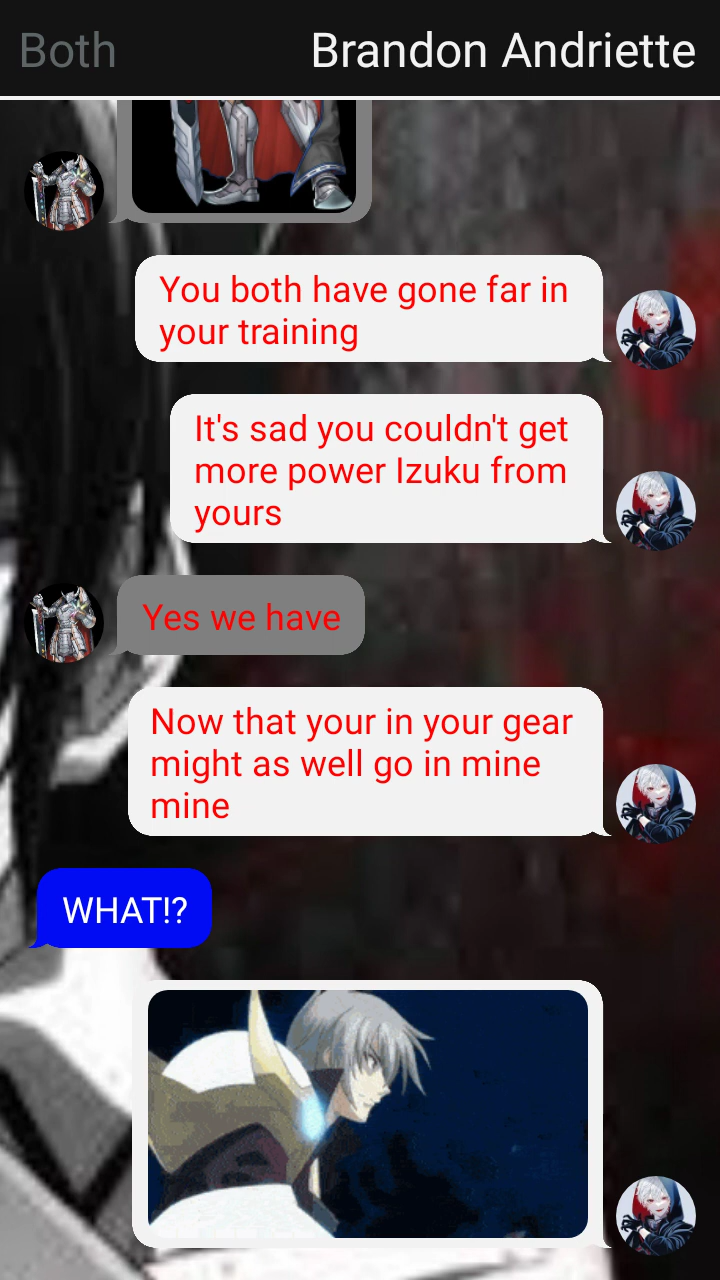 Both Brandon Andriette
You both have gone far in
your training
It's sad you couldn't get
more power Izuku from
yours
Yes we have
Now that your in your gear
might as well go in mine
mine
WHAT!?